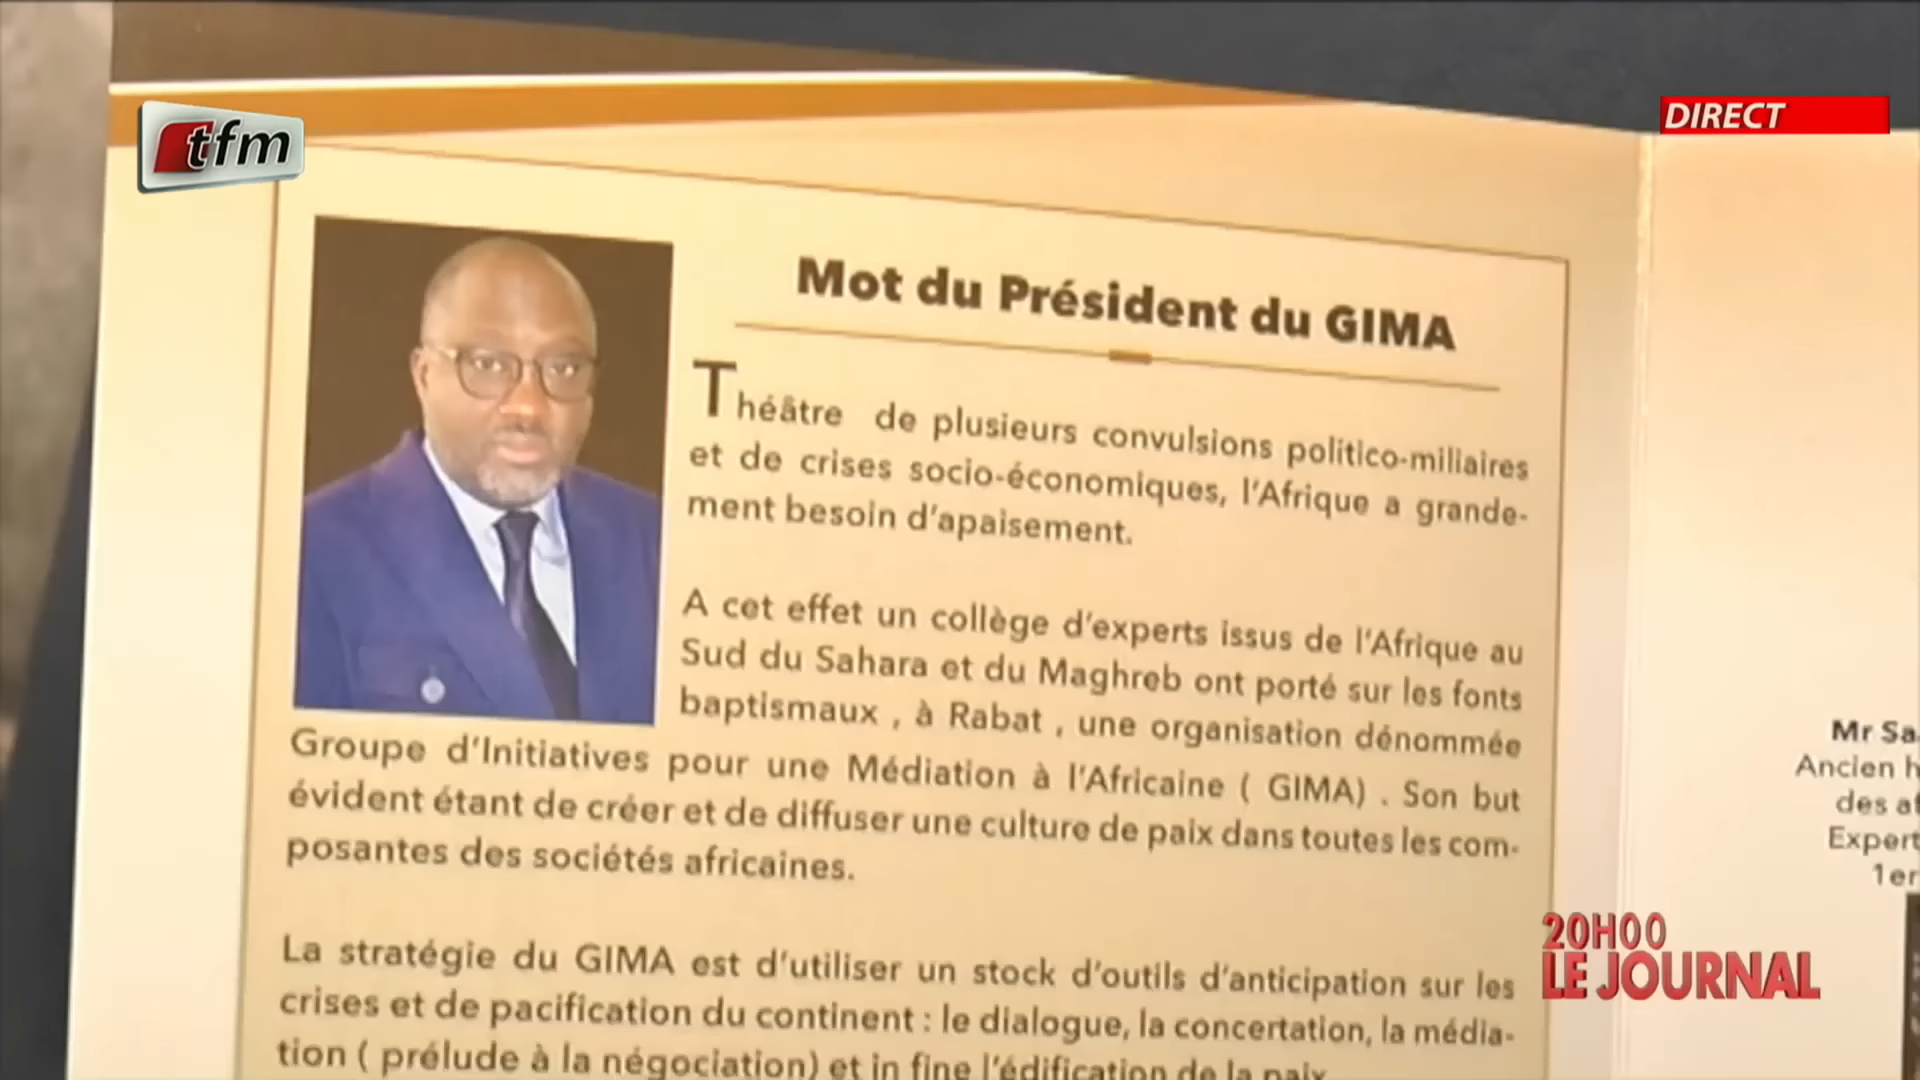 tfm
DIRECT
Mot du Président du GIMA
Théâtre de plusieurs convulsions politico-miliaires
et de crises socio-économiques, l'Afrique a grande-
ment besoin d'apaisement.
A cet effet un collège d'experts issus de l'Afrique au
Sud du Sahara et du Maghreb ont porté sur les fonts
baptismaux , à Rabat , une organisation dénommée
Groupe d'Initiatives pour une Médiation à l'Africaine ( GIMA) . Son but
évident étant de créer et de diffuser une culture de paix dans toutes les com-
posantes des sociétés africaines.
La stratégie du GIMA est d'utiliser un stock d'outils d'anticipation sur les
crises et de pacification du continent : le dialogue, la concertation, la média-
tion ( prélude à la négociation) et in fine l'édification de la paix
Mr Sa
Ancien h
des af
Expert
1er
20H00
LE JOURNAL